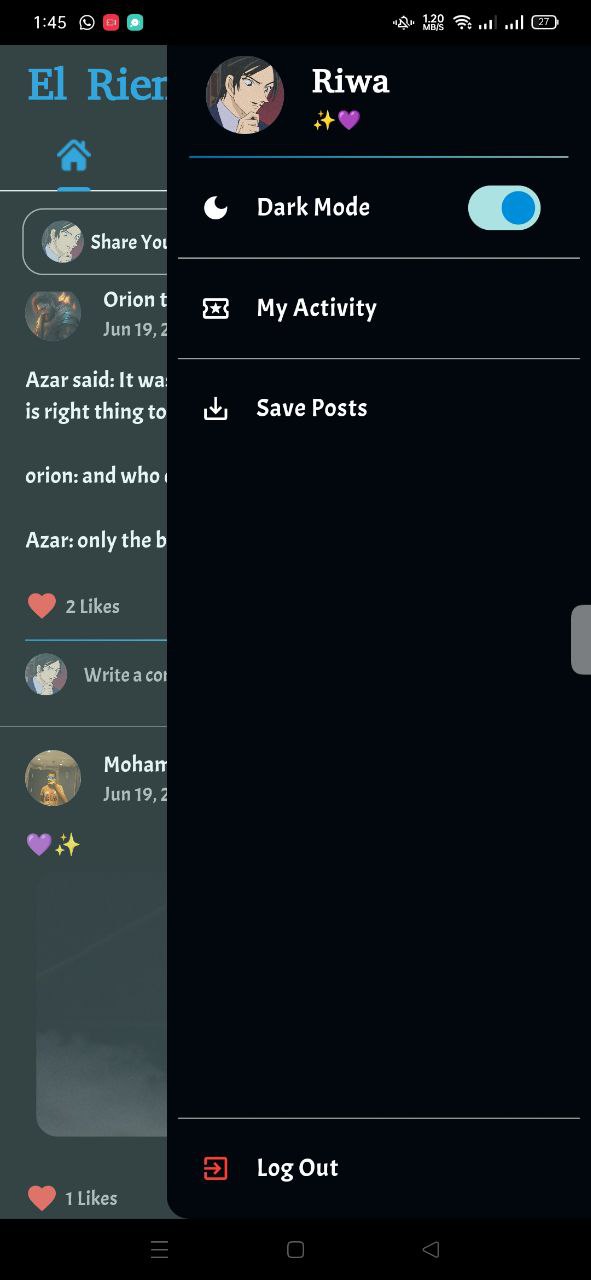 1:45
1.20
MB/S
27
El Rien
Riwa
✨💜
Dark Mode
Share You
Orion t
Jun 19, 2
My Activity
Azar said: It was
is right thing to
Save Posts
orion: and who
Azar: only the b
2 Likes
Write a co
Moham
Jun 19, 2
💜✨
1 Likes
Log Out